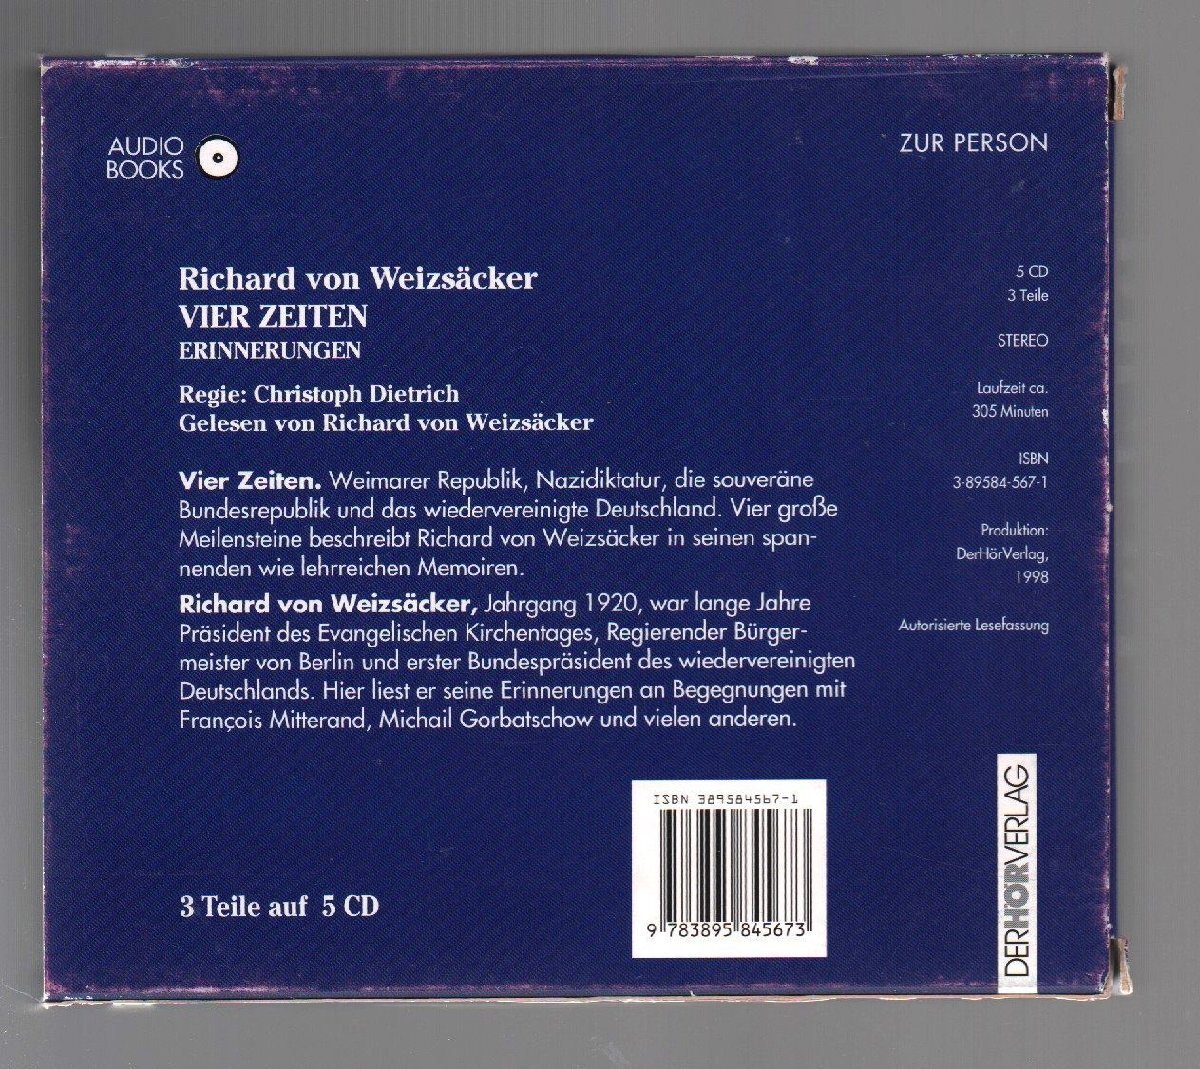 AUDIO
BOOKS
ZUR PERSON
Richard von Weizsäcker
VIER ZEITEN
ERINNERUNGEN
Regie: Christoph Dietrich
Gelesen von Richard von Weizsäcker
Vier Zeiten. Weimarer Republik, Nazidiktatur, die souveräne
Bundesrepublik und das wiedervereinigte Deutschland. Vier große
Meilensteine beschreibt Richard von Weizsäcker in seinen span-
nenden wie lehrreichen Memoiren.
Richard von Weizsäcker, Jahrgang 1920, war lange Jahre
Präsident des Evangelischen Kirchentages, Regierender Bürger-
meister von Berlin und erster Bundespräsident des wiedervereinigten
Deutschlands. Hier liest er seine Erinnerungen an Begegnungen mit
François Mitterand, Michail Gorbatschow und vielen anderen.
5 CD
3 Teile
STEREO
Laufzeit ca.
305 Minuten
ISBN
3-89584-567-1
Produktion:
DerHörVerlag,
1998
Autorisierte Lesefassung
3 Teile auf 5 CD
ISBN 389584567-1
9 783895 845673
DERHÖRVERLAG